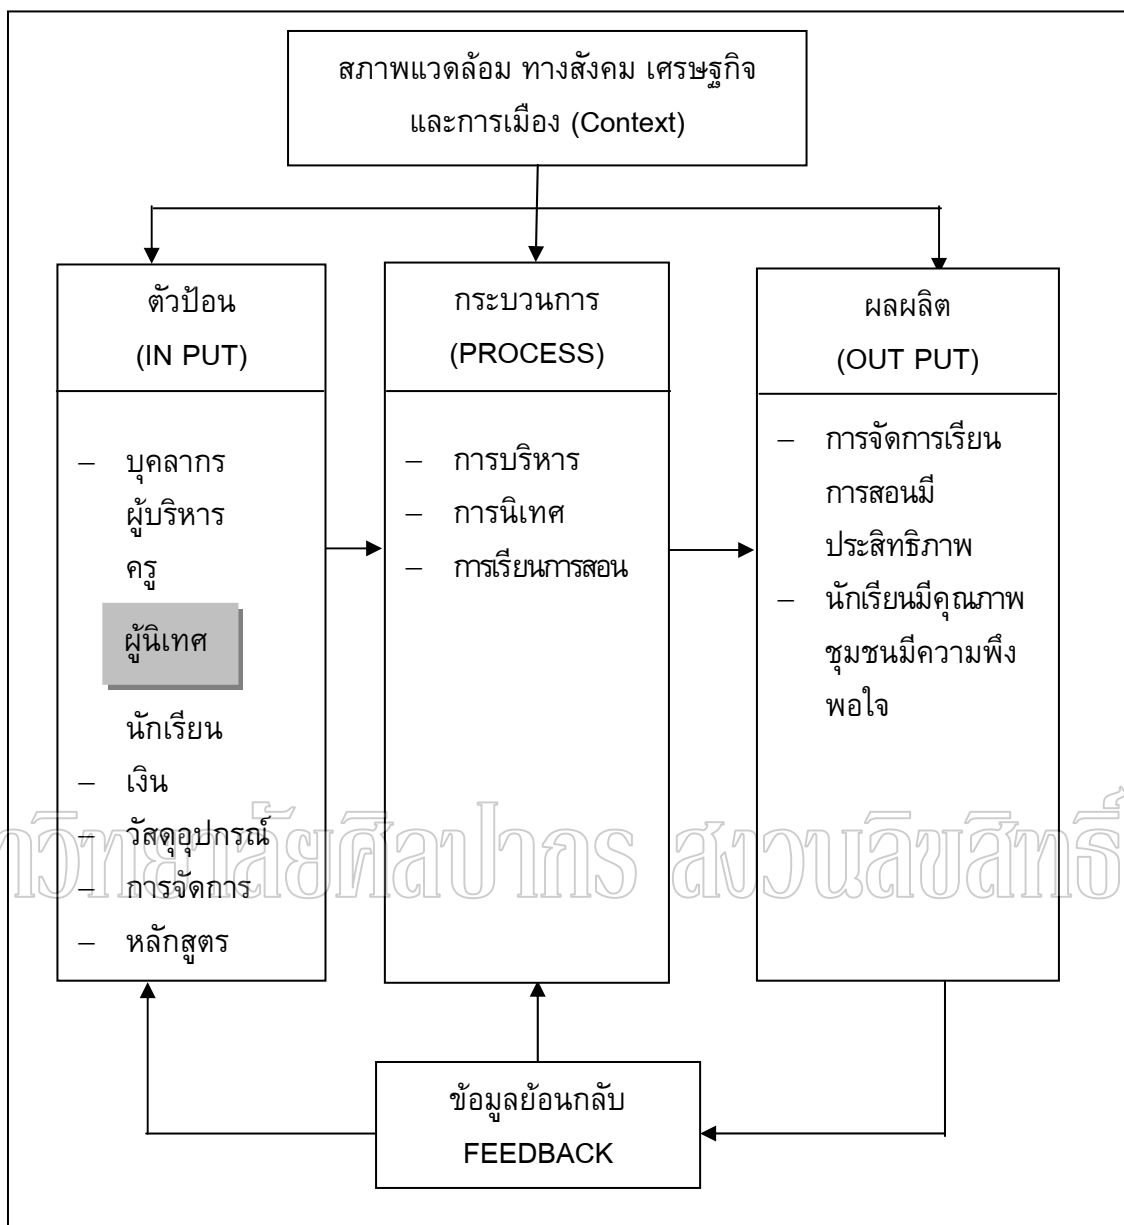 สภาพแวดล้อม ทางสังคม เศรษฐกิจ
และการเมือง (Context)
ตัวป้อน
(IN PUT)
– บุคลากร
ผู้บริหาร
ครู
ผู้นิเทศ
นักเรียน
– เงิน
– วัสดุอุปกรณ์
– การจัดการ
– หลักสูตร
กระบวนการ
(PROCESS)
– การบริหาร
– การนิเทศ
– การเรียนการสอน
ผลผลิต
(OUT PUT)
– การจัดการเรียน
การสอนมี
ประสิทธิภาพ
– นักเรียนมีคุณภาพ
ชุมชนมีความพึง
พอใจ
ข้อมูลย้อนกลับ
FEEDBACK
าวิทยาลัยศิลปากร สงวนลิขสิทธิ์